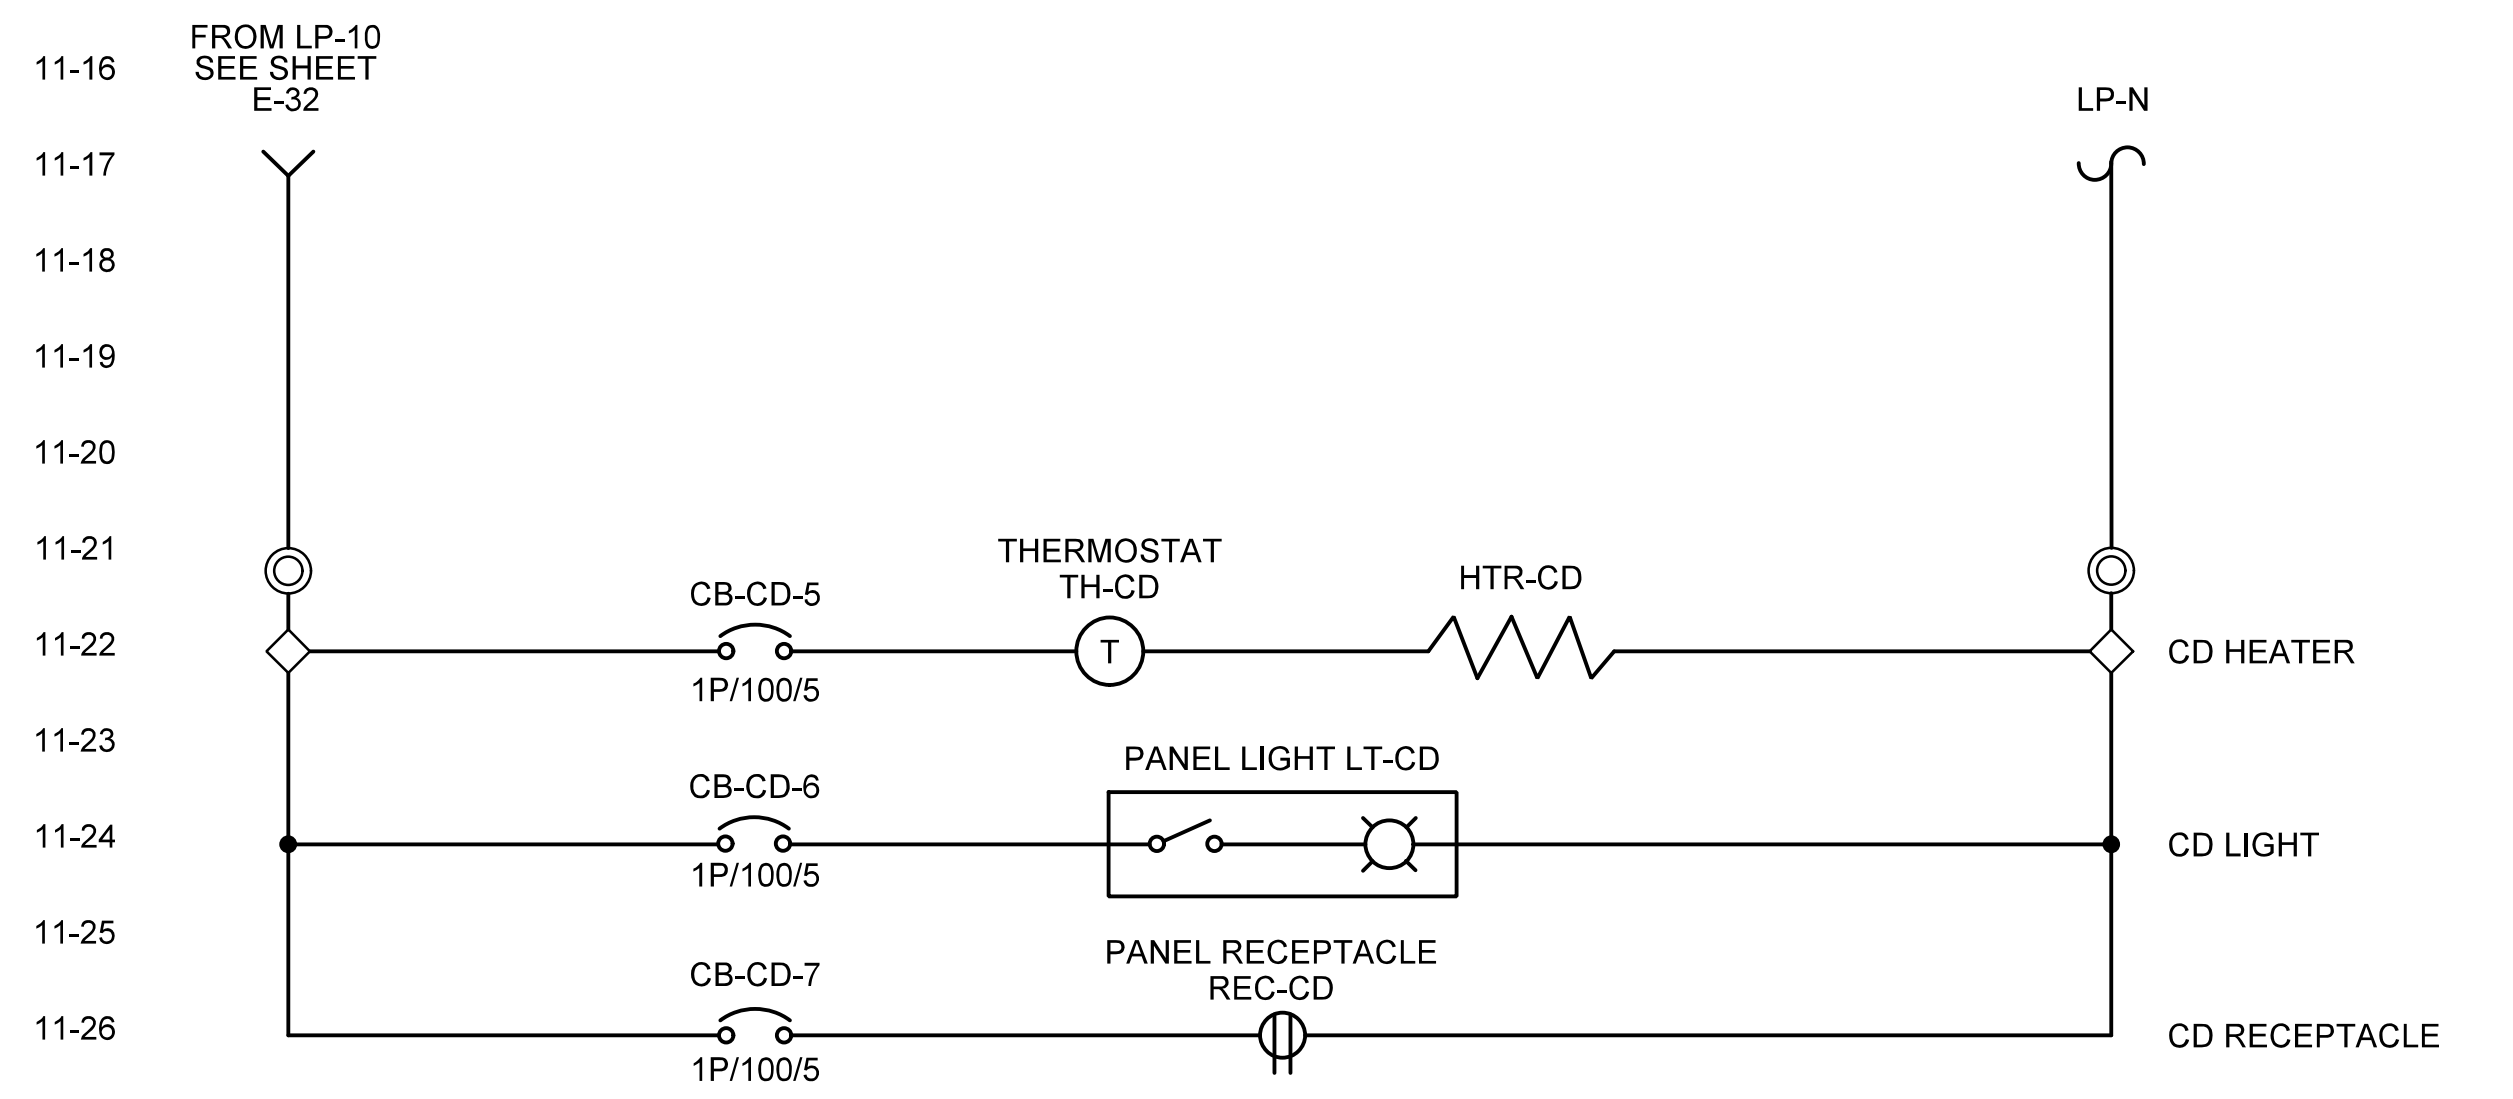 FROM LP-10
11-16
SEE SHEET
E-32
LP-N
11-17
11-18
11-19
11-20
11-21
THERMOSTAT
TH-CD
HTR-CD
CB-CD-5
11-22
T
CD HEATER
1P/100/5
11-23
PANEL LIGHT LT-CD
CB-CD-6
11-24
CD LIGHT
1P/100/5
11-25
PANEL RECEPTACLE
REC-CD
CB-CD-7
11-26
CD RECEPTACLE
1P/100/5